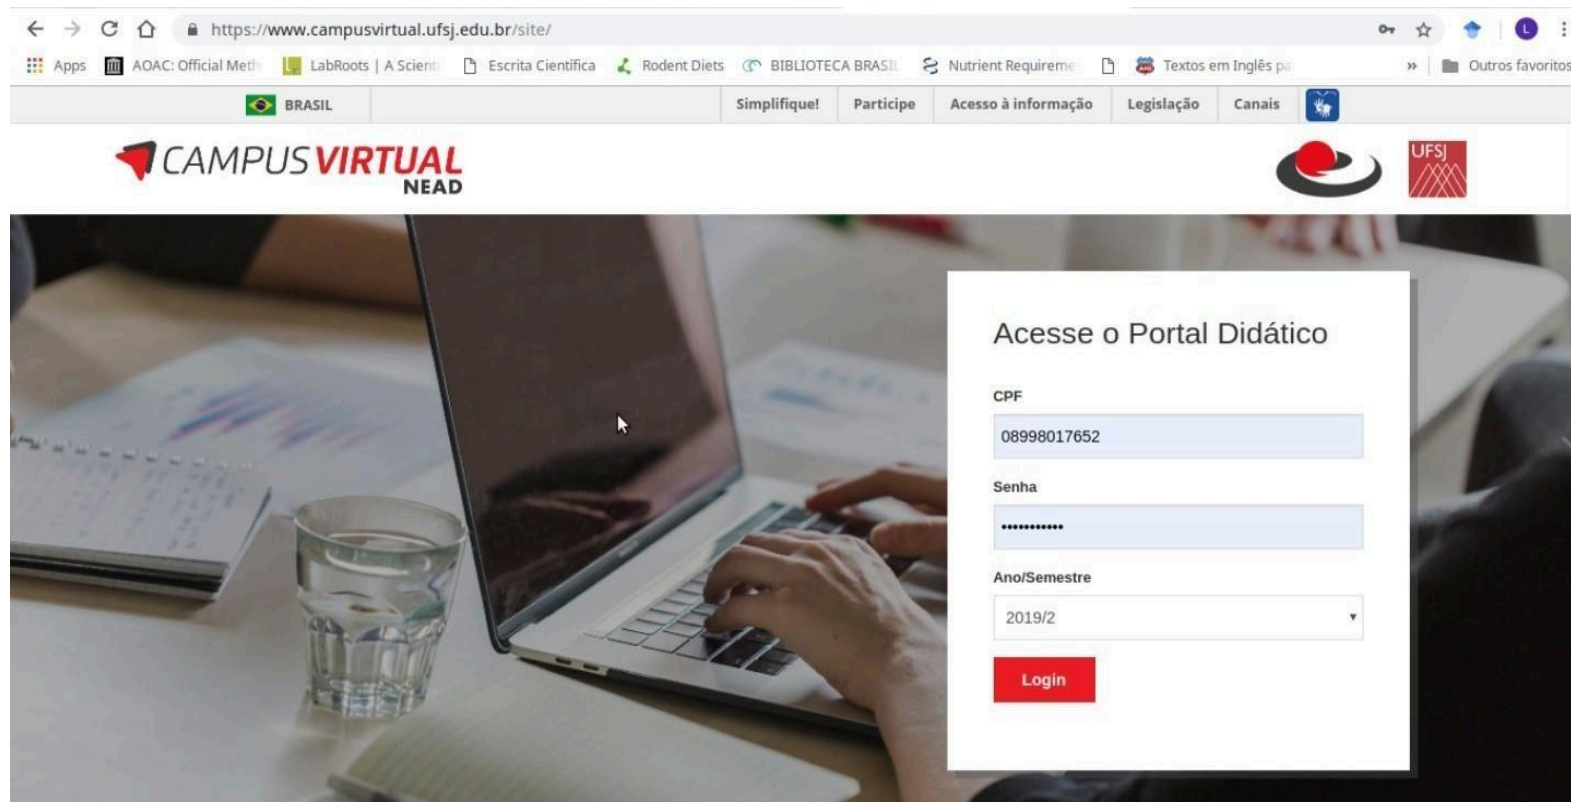 https://www.campusvirtual.ufsj.edu.br/site/
L
Apps AOAC: Official Meth LabRoots | A Scient Escrita Científica Rodent Diets BIBLIOTECA BRASIL Nutrient Requireme Textos em Inglês pa » Outros favoritos
BRASIL Simplifique! Participe Acesso à informação Legislação Canais
CAMPUS VIRTUAL
NEAD
UFSJ
Acesse o Portal Didático
CPF
08998017652
Senha
•••••••••••
Ano/Semestre
2019/2
Login